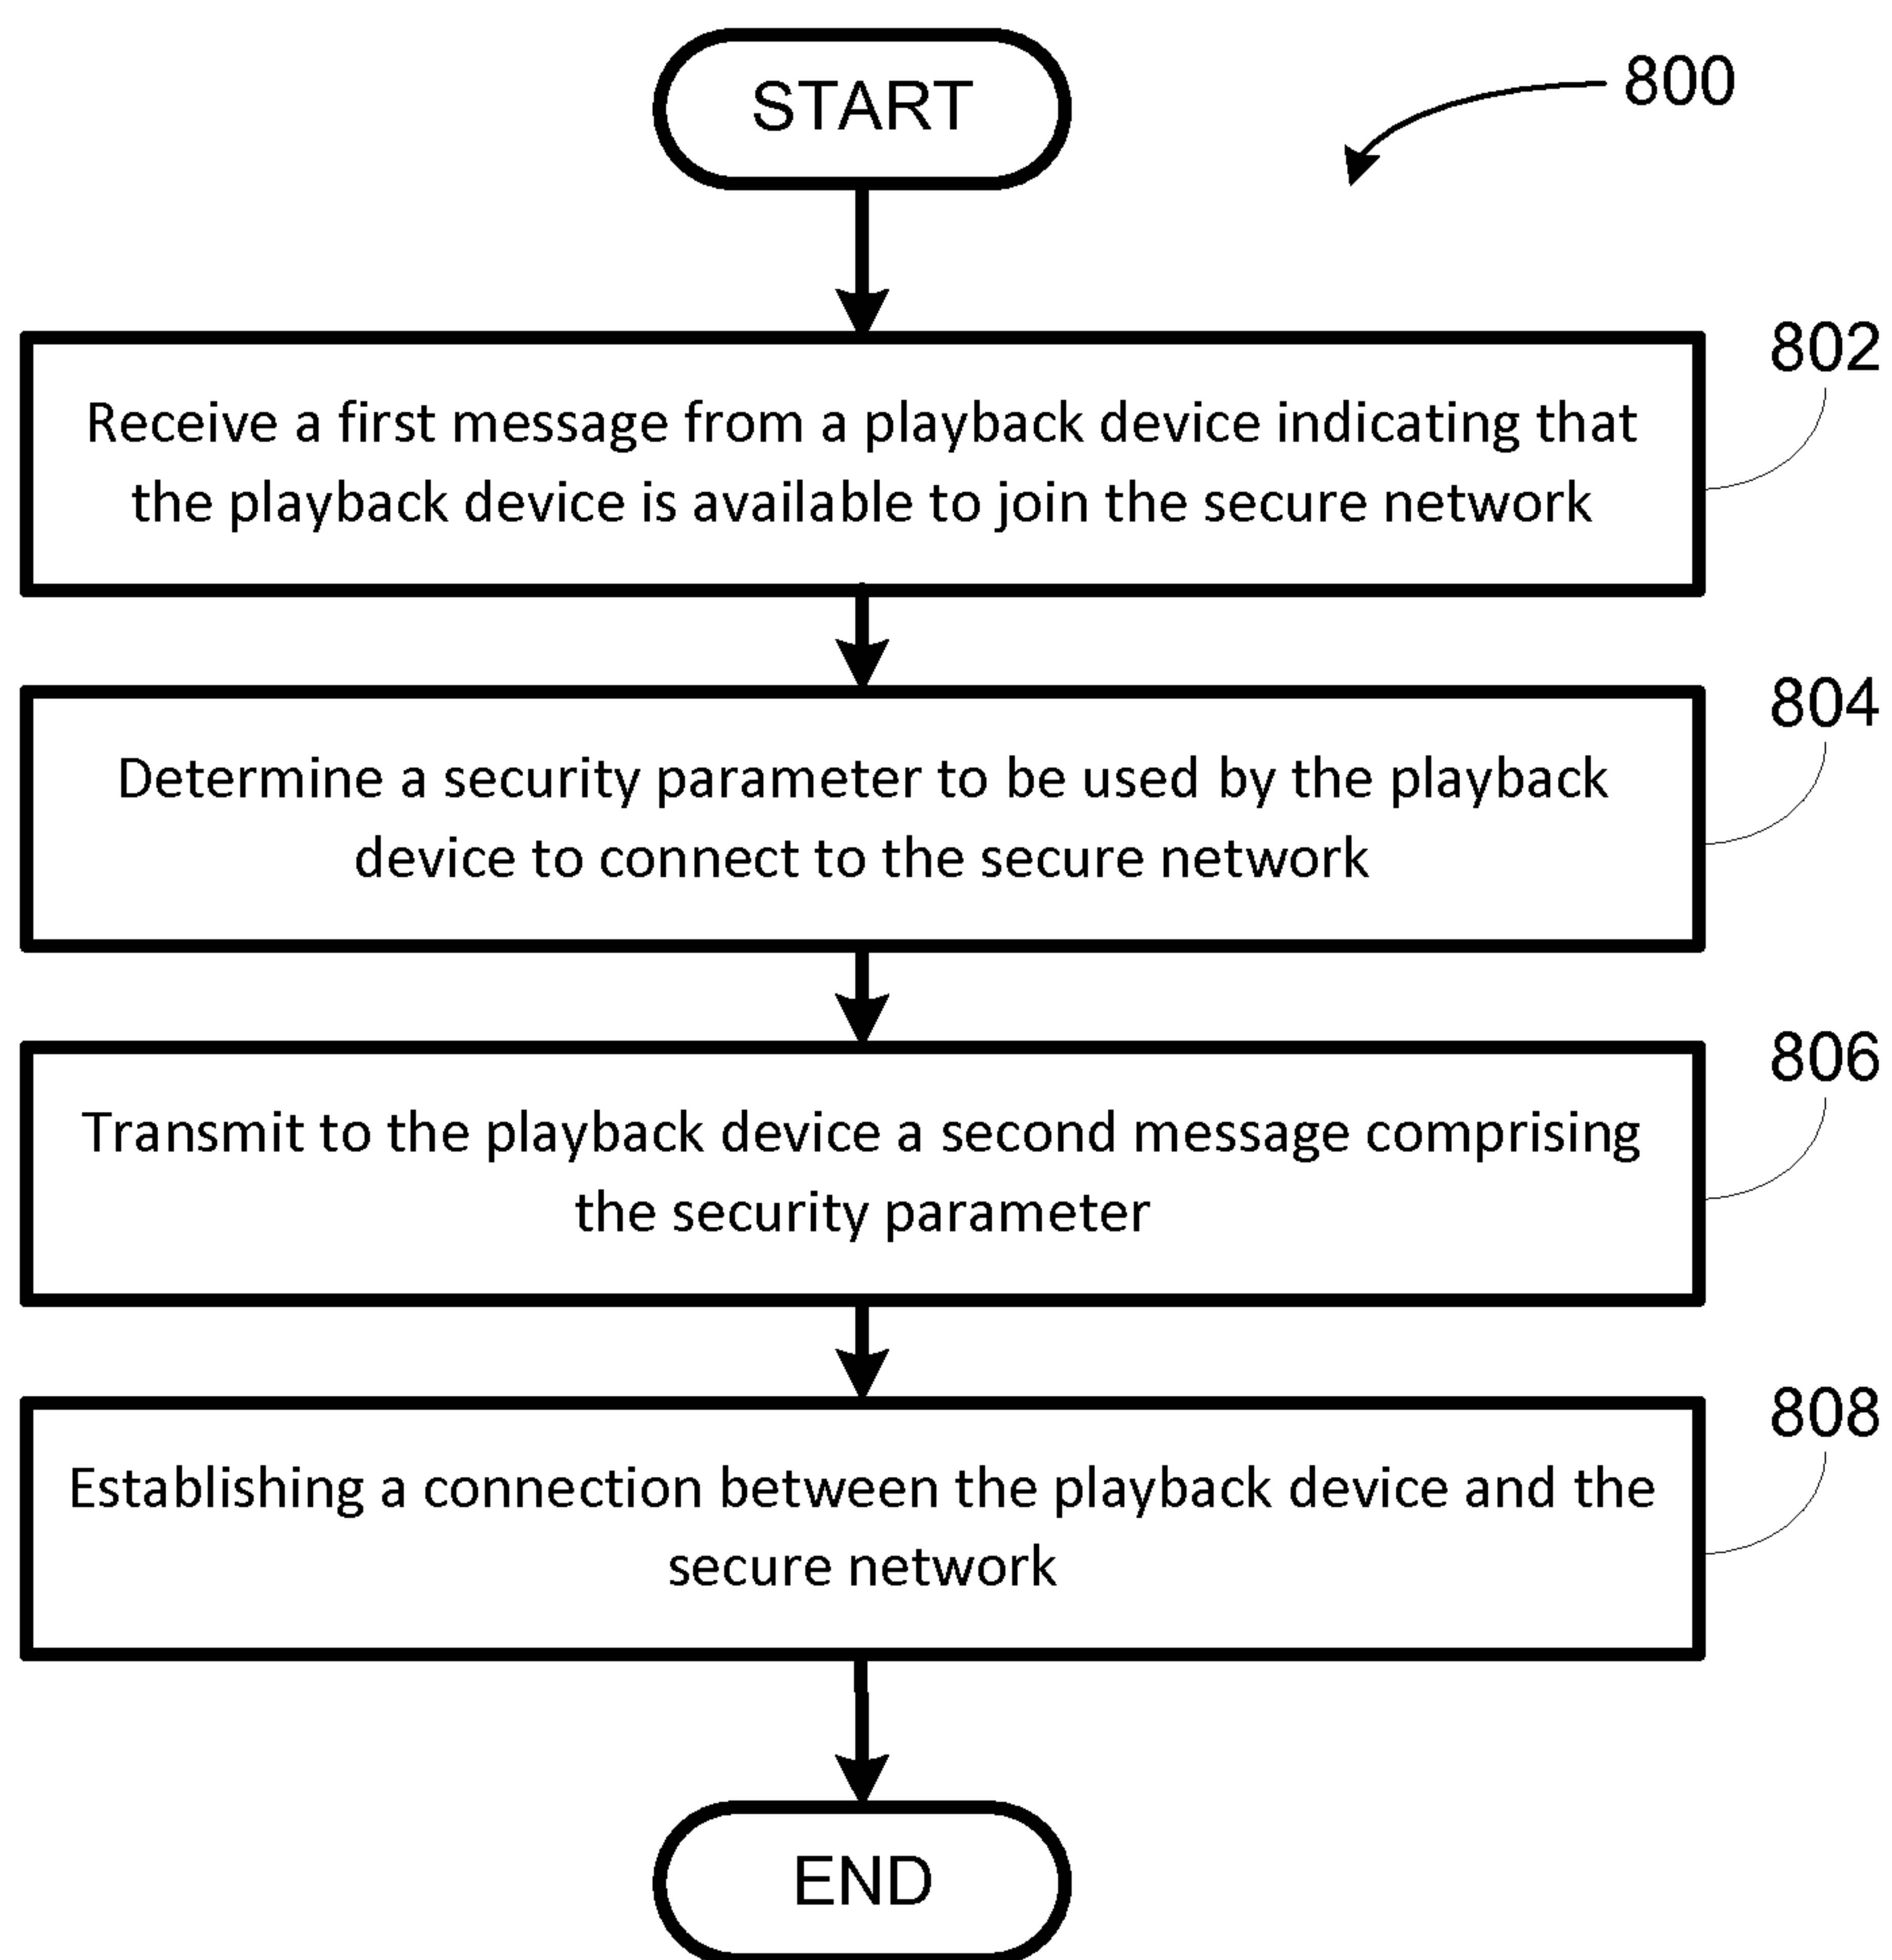 START
800
802
Receive a first message from a playback device indicating that
the playback device is available to join the secure network
804
Determine a security parameter to be used by the playback
device to connect to the secure network
806
Transmit to the playback device a second message comprising
the security parameter
808
Establishing a connection between the playback device and the
secure network
END